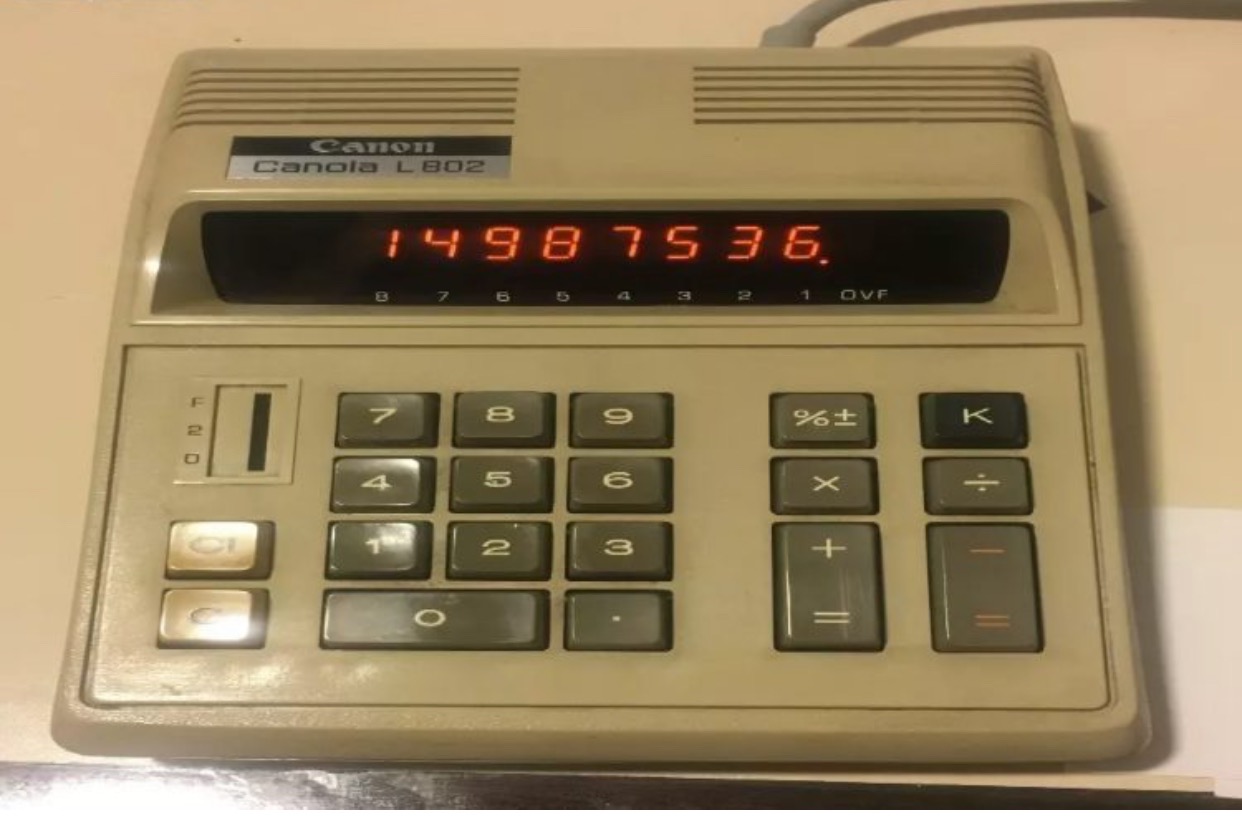 Canon
Canola L802
14987536.
8 7 6 5 4 3 2 1 OVF
F 7 8 9 %± K
2
0 4 5 6 × ÷
CI 1 2 3 + −
C 0 . = =